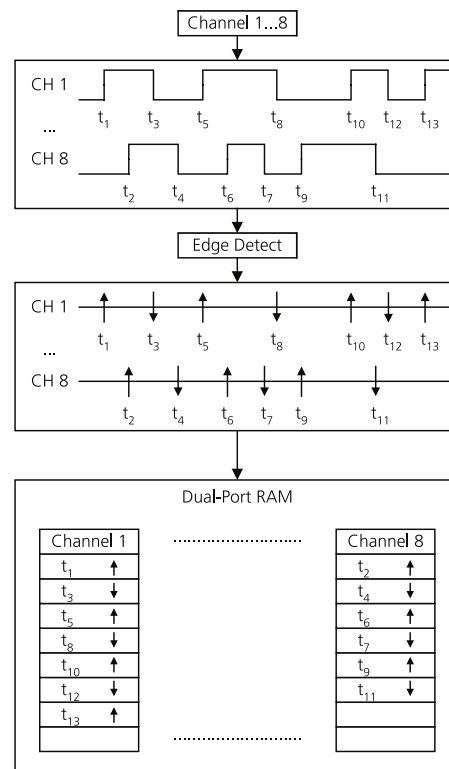 Channel 1...8
CH 1
t1 t3 t5 t8 t10 t12 t13
...
CH 8
t2 t4 t6 t7 t9 t11
Edge Detect
CH 1
t1 t3 t5 t8 t10 t12 t13
...
CH 8
t2 t4 t6 t7 t9 t11
Dual-Port RAM
Channel 1 ........................ Channel 8
t1 ↑ t2 ↑
t3 ↓ t4 ↓
t5 ↑ t6 ↑
t8 ↓ t7 ↓
t10 ↑ t9 ↑
t12 ↓ t11 ↓
t13 ↑
........................